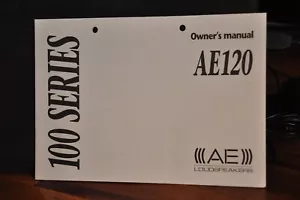 100 SERIES
Owner's manual
AE120
(((AE)))
LOUDSPEAKERS